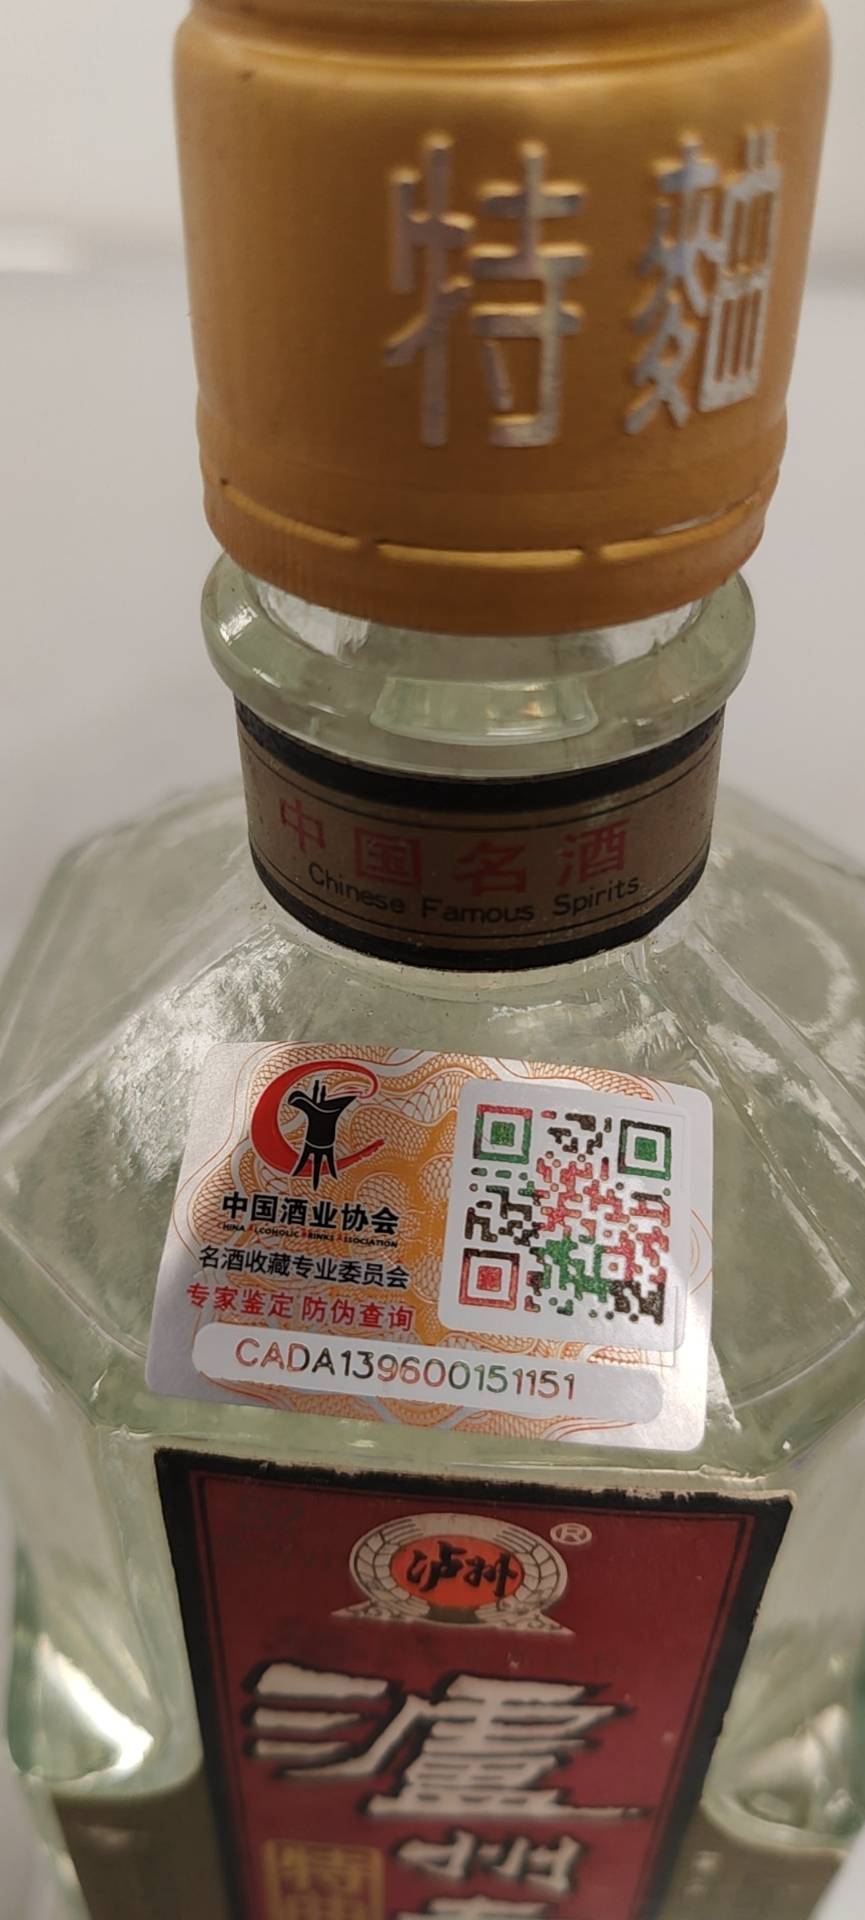 特麯
中国名酒
Chinese Famous Spirits
中国酒业协会
CHINA ALCOHOLIC DRINKS ASSOCIATION
名酒收藏专业委员会
专家鉴定 防伪查询
CADA139600151151
泸州
®
瀘
特